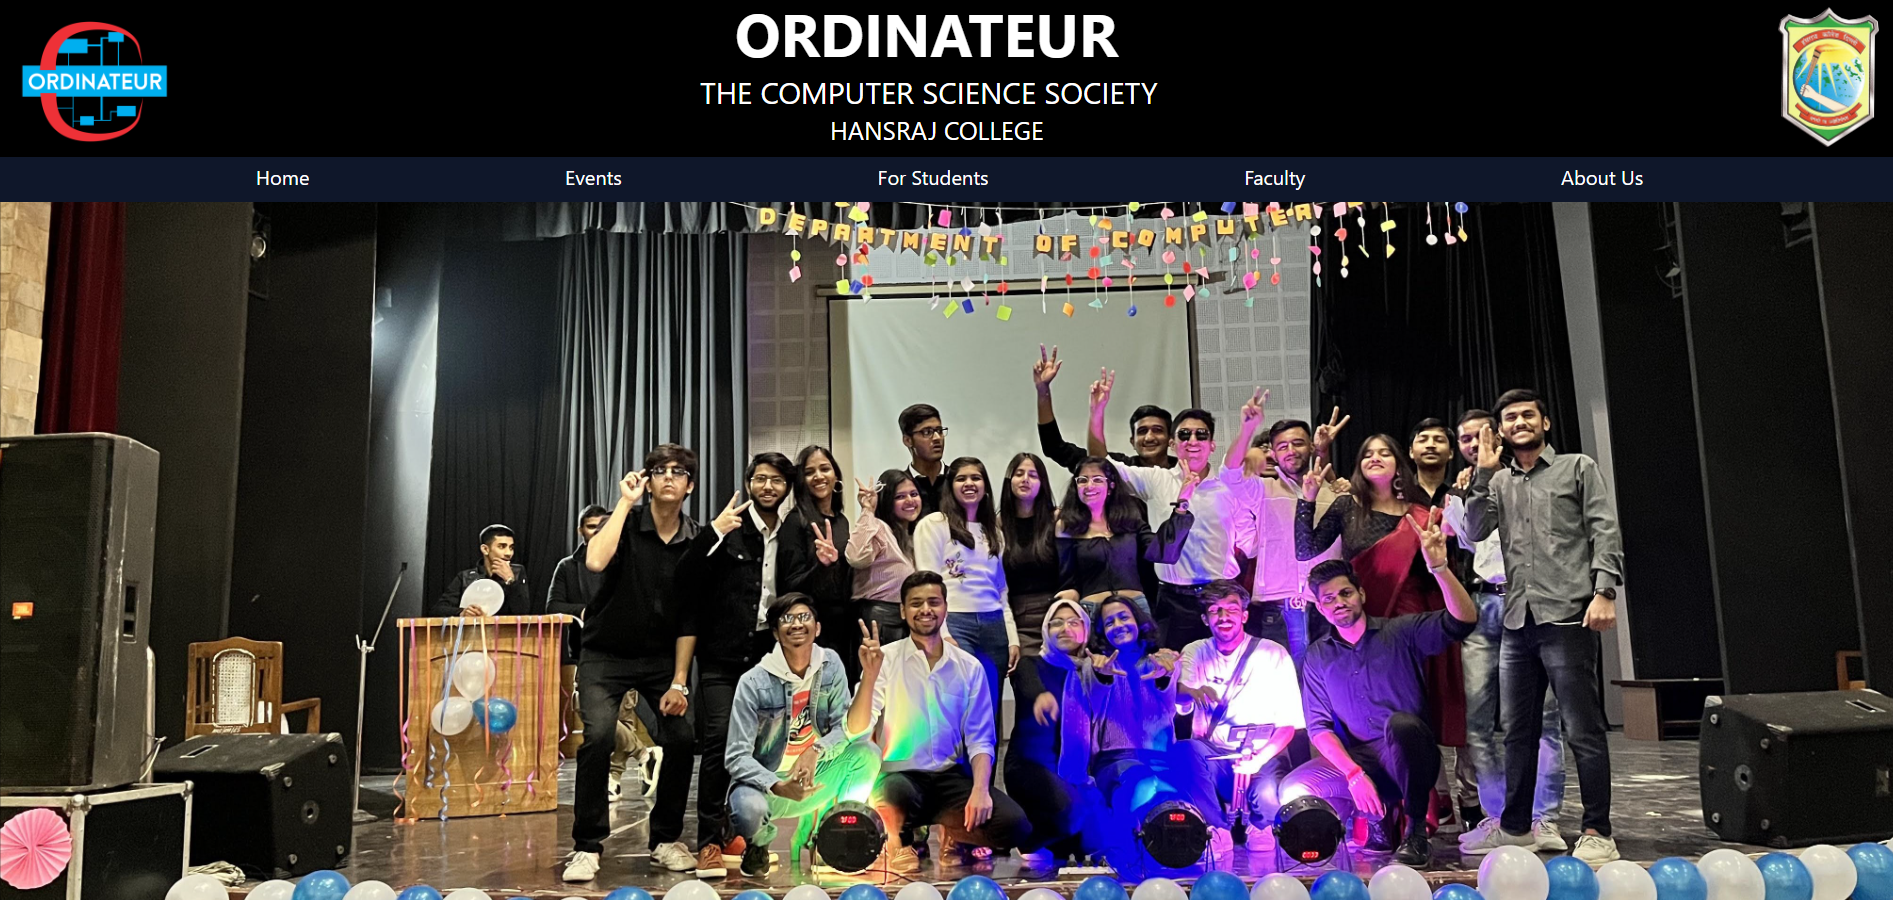 ORDINATEUR
ORDINATEUR
THE COMPUTER SCIENCE SOCIETY
HANSRAJ COLLEGE
Home
Events
For Students
Faculty
About Us
DEPARTMENT OF COMPUTER